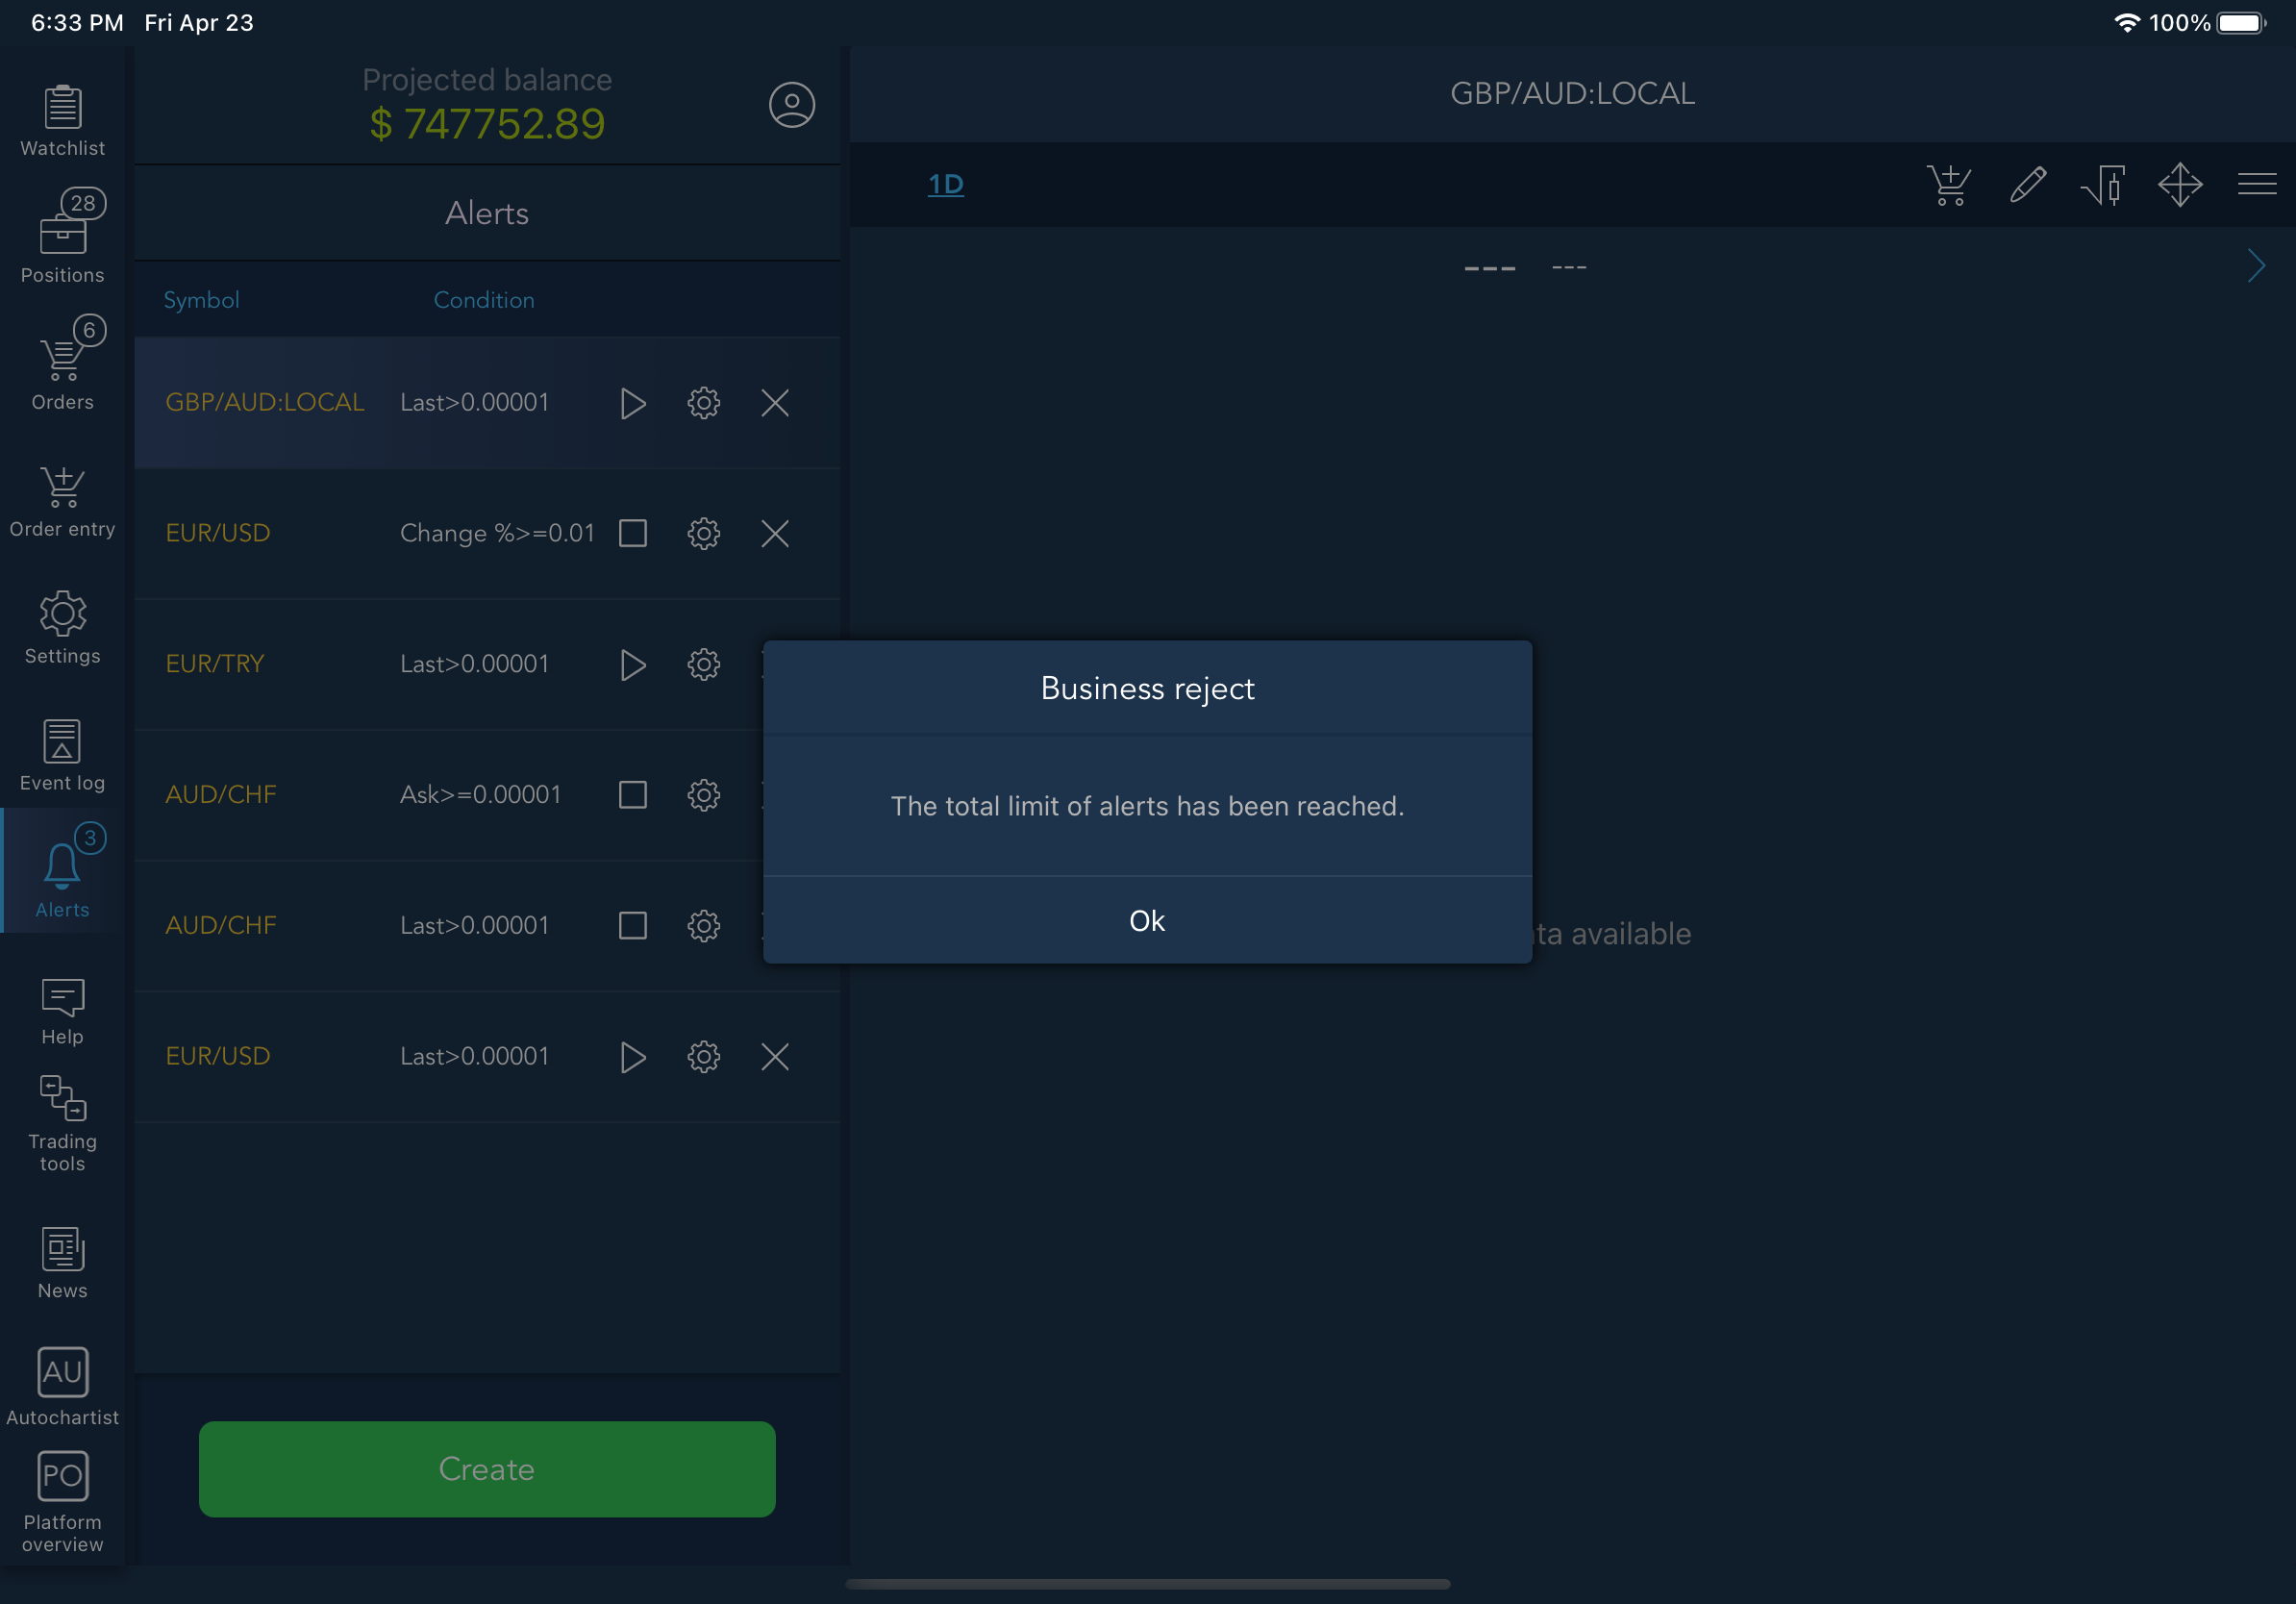 6:33 PM Fri Apr 23
100%
Watchlist
28
Positions
6
Orders
Order entry
Settings
Event log
3
Alerts
Help
Trading
tools
News
AU
Autochartist
PO
Platform
overview
Projected balance
$ 747752.89
Alerts
Symbol Condition
GBP/AUD:LOCAL Last>0.00001
EUR/USD Change %>=0.01
EUR/TRY Last>0.00001
AUD/CHF Ask>=0.00001
AUD/CHF Last>0.00001
EUR/USD Last>0.00001
Create
GBP/AUD:LOCAL
1D
--- ---
available
Business reject
The total limit of alerts has been reached.
Ok